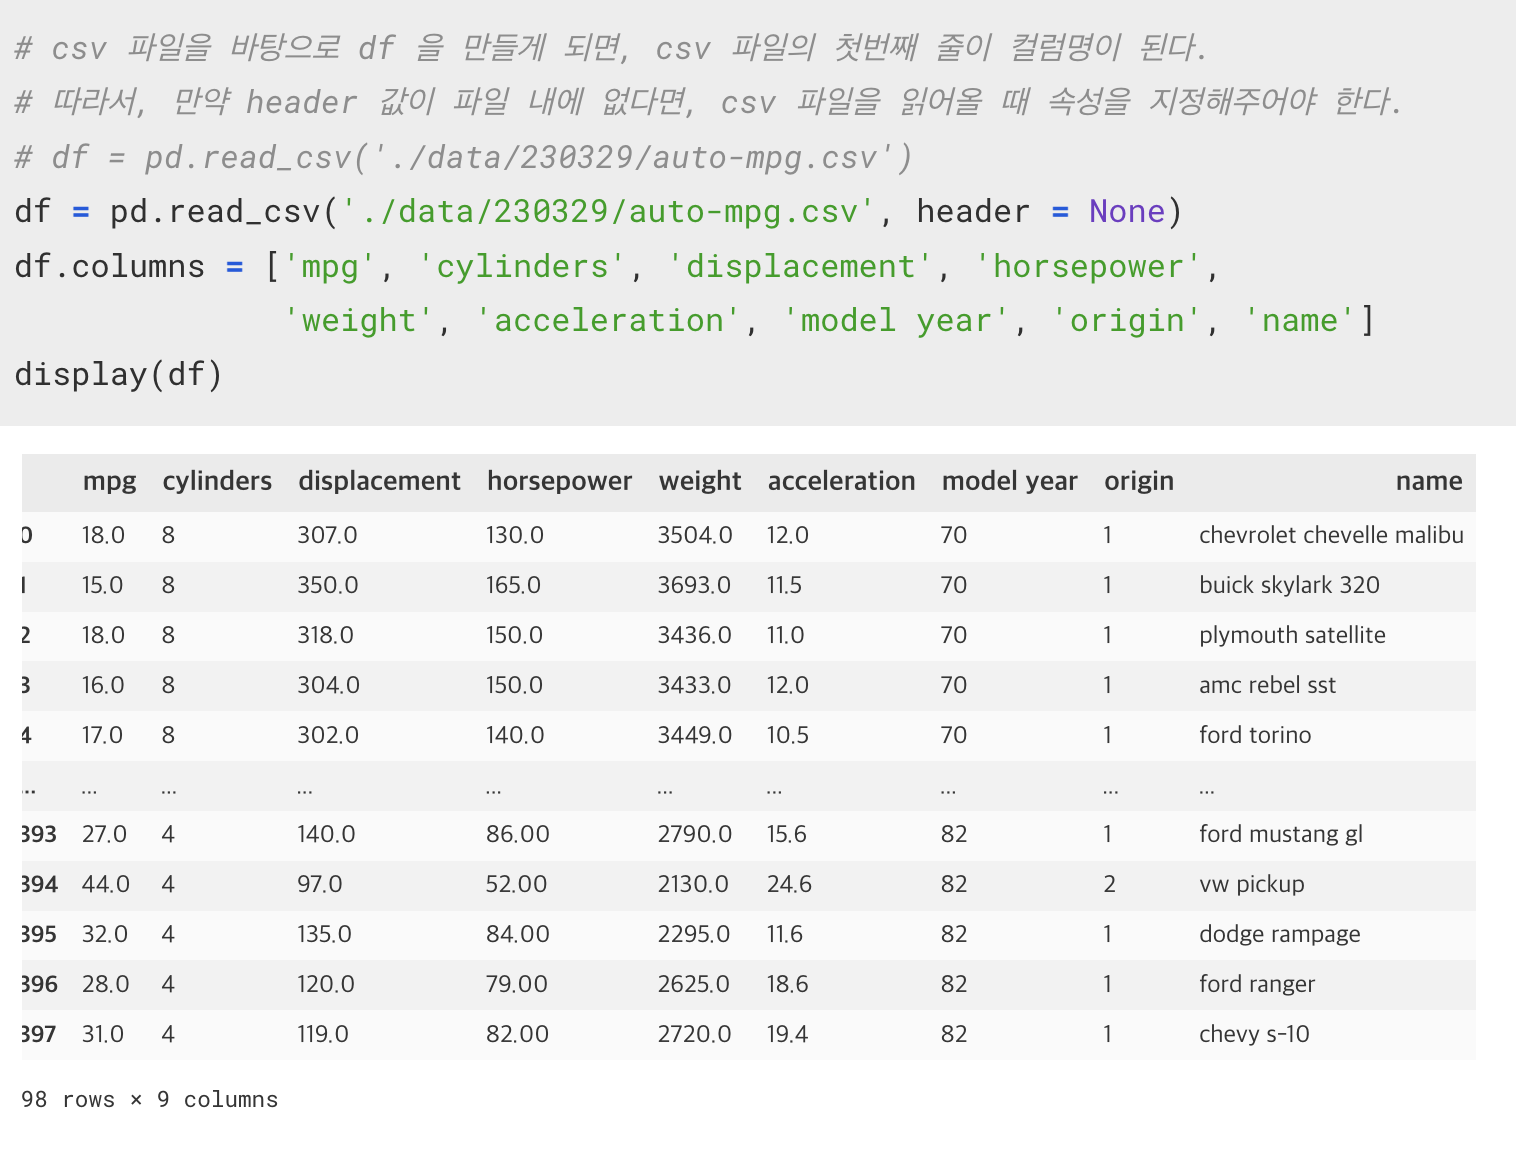 # csv 파일을 바탕으로 df 을 만들게 되면, csv 파일의 첫번째 줄이 컬럼명이 된다.
# 따라서, 만약 header 값이 파일 내에 없다면, csv 파일을 읽어올 때 속성을 지정해주어야 한다.
# df = pd.read_csv('./data/230329/auto-mpg.csv')
df = pd.read_csv('./data/230329/auto-mpg.csv', header = None)
df.columns = ['mpg', 'cylinders', 'displacement', 'horsepower',
'weight', 'acceleration', 'model year', 'origin', 'name']
display(df)
mpg cylinders displacement horsepower weight acceleration model year origin name
0 18.0 8 307.0 130.0 3504.0 12.0 70 1 chevrolet chevelle malibu
1 15.0 8 350.0 165.0 3693.0 11.5 70 1 buick skylark 320
2 18.0 8 318.0 150.0 3436.0 11.0 70 1 plymouth satellite
3 16.0 8 304.0 150.0 3433.0 12.0 70 1 amc rebel sst
4 17.0 8 302.0 140.0 3449.0 10.5 70 1 ford torino
... ... ... ... ... ... ... ... ... ...
393 27.0 4 140.0 86.00 2790.0 15.6 82 1 ford mustang gl
394 44.0 4 97.0 52.00 2130.0 24.6 82 2 vw pickup
395 32.0 4 135.0 84.00 2295.0 11.6 82 1 dodge rampage
396 28.0 4 120.0 79.00 2625.0 18.6 82 1 ford ranger
397 31.0 4 119.0 82.00 2720.0 19.4 82 1 chevy s-10
98 rows × 9 columns